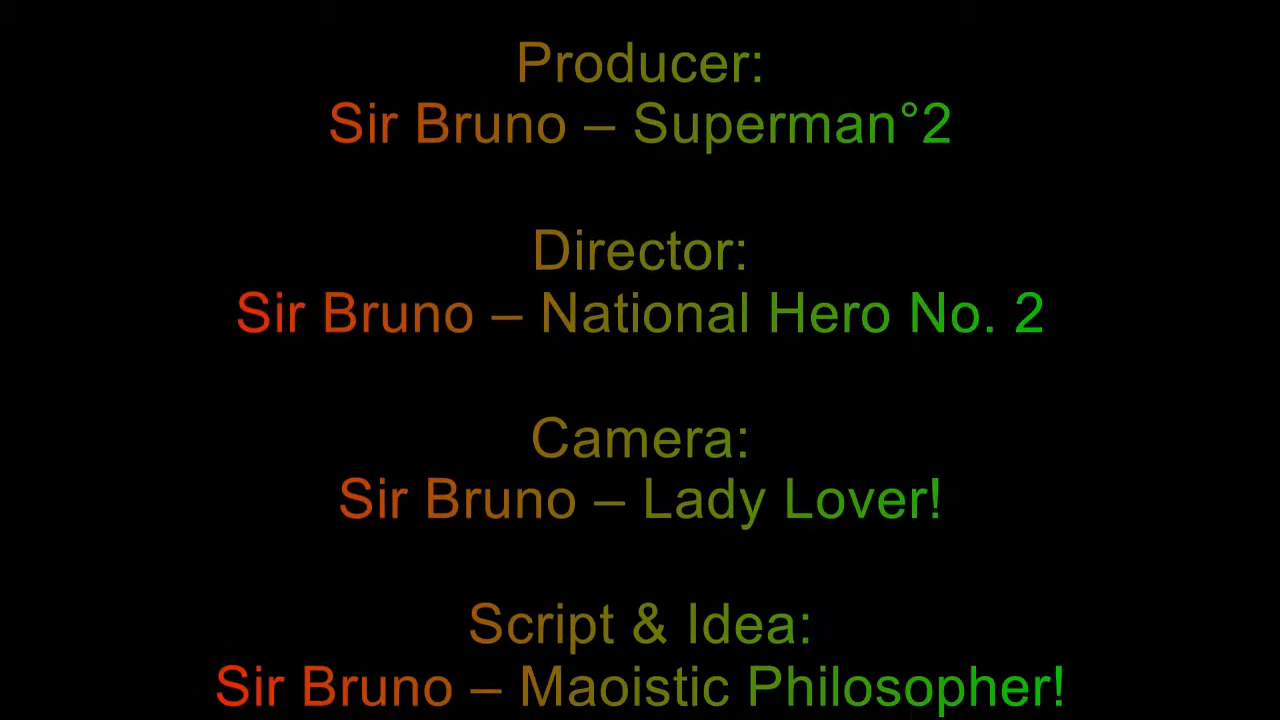 Producer:
Sir Bruno – Superman°2
Director:
Sir Bruno – National Hero No. 2
Camera:
Sir Bruno – Lady Lover!
Script & Idea:
Sir Bruno – Maoistic Philosopher!